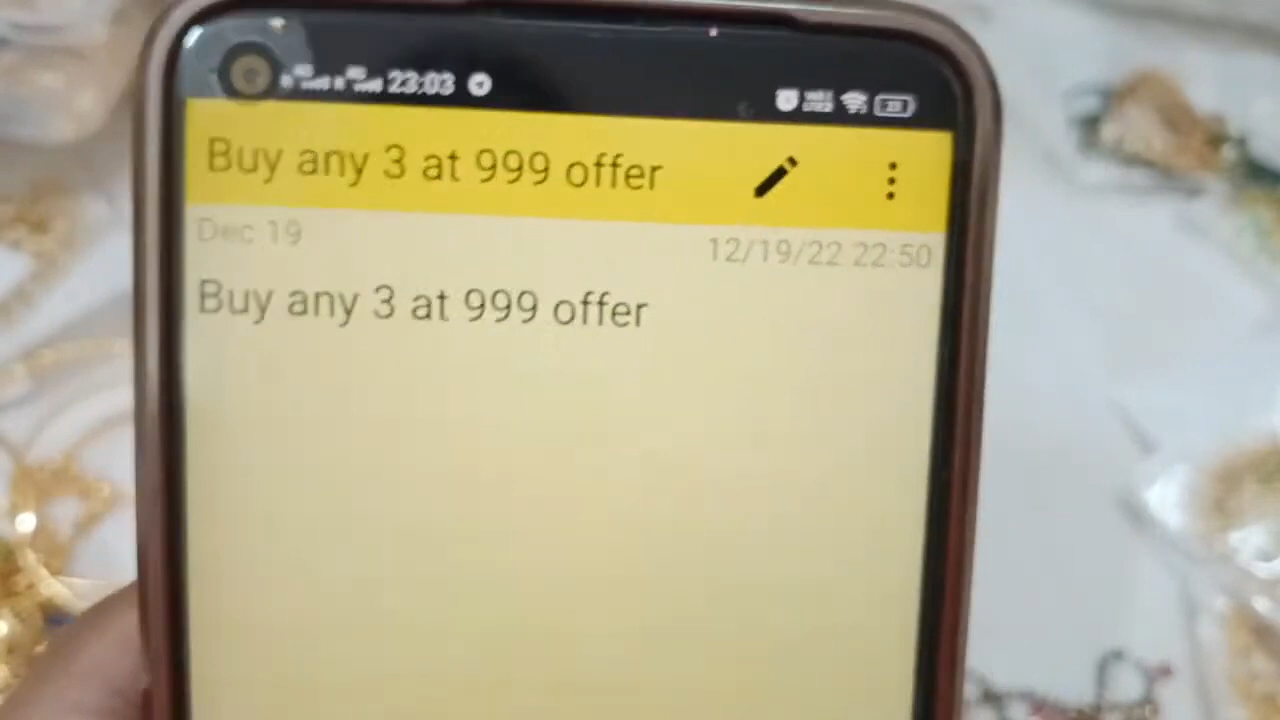 23:03
Buy any 3 at 999 offer
Dec 19
12/19/22 22:50
Buy any 3 at 999 offer